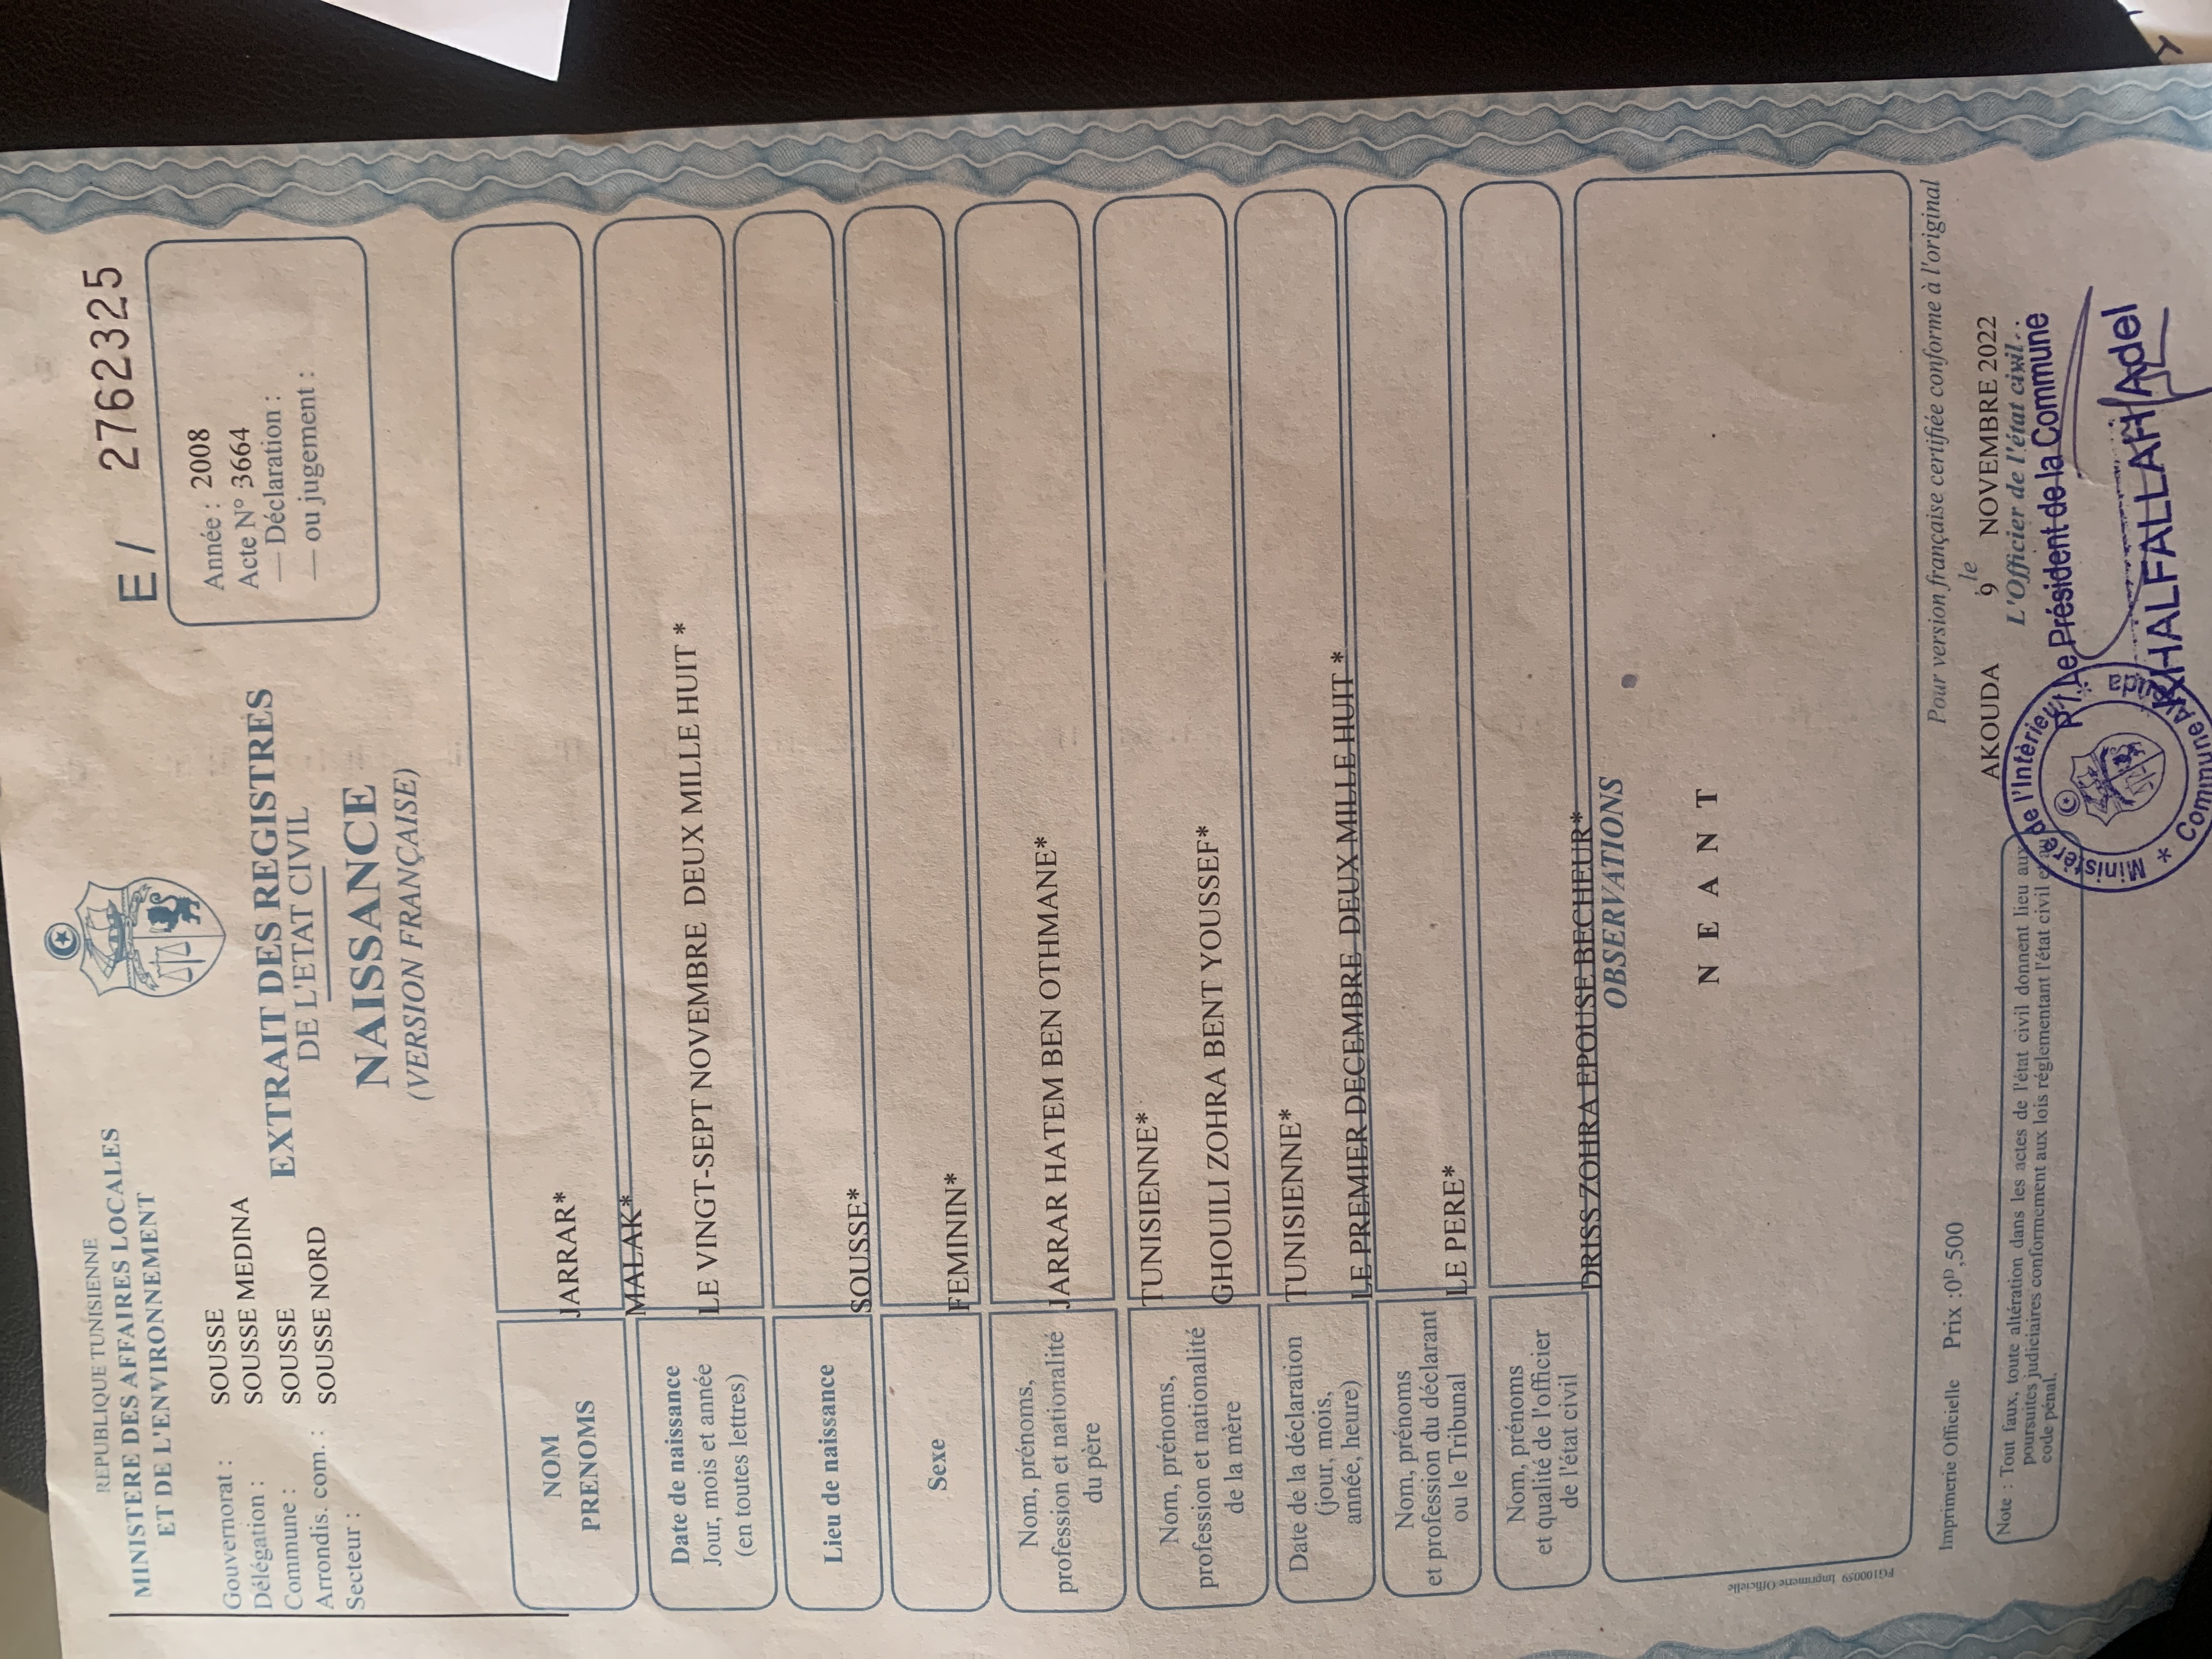 REPUBLIQUE TUNISIENNE
MINISTERE DES AFFAIRES LOCALES
ET DE L'ENVIRONNEMENT
Gouvernorat : SOUSSE
Délégation : SOUSSE MEDINA
Commune : SOUSSE
Arrondis. com. : SOUSSE NORD
Secteur :
EXTRAIT DES REGISTRES
DE L'ETAT CIVIL
NAISSANCE
(VERSION FRANÇAISE)
E / 2762325
Année : 2008
Acte N° 3664
— Déclaration :
— ou jugement :
NOM
PRENOMS
JARRAR*
MALAK*
Date de naissance
Jour, mois et année
(en toutes lettres)
LE VINGT-SEPT NOVEMBRE DEUX MILLE HUIT *
Lieu de naissance
SOUSSE*
Sexe
FEMININ*
Nom, prénoms,
profession et nationalité
du père
JARRAR HATEM BEN OTHMANE*
TUNISIENNE*
Nom, prénoms,
profession et nationalité
de la mère
GHOUILI ZOHRA BENT YOUSSEF*
TUNISIENNE*
Date de la déclaration
(jour, mois,
année, heure)
LE PREMIER DECEMBRE DEUX MILLE HUIT *
Nom, prénoms
et profession du déclarant
ou le Tribunal
LE PERE*
Nom, prénoms
et qualité de l'officier
de l'état civil
DRISS ZOHRA EPOUSE BECHEUR*
OBSERVATIONS
N E A N T
FG100059 Imprimerie Officielle
Pour version française certifiée conforme à l'original
Imprimerie Officielle Prix :0D,500
AKOUDA le 9 NOVEMBRE 2022
L'Officier de l'état civil
P/ Le Président de la Commune
KHALFALLAH Adel
Ministère de l'Intérieur * Commune Akouda *
Note : Tout faux, toute altération dans les actes de l'état civil donnent lieu aux
poursuites judiciaires conformement aux lois réglementant l'état civil et
code pénal.